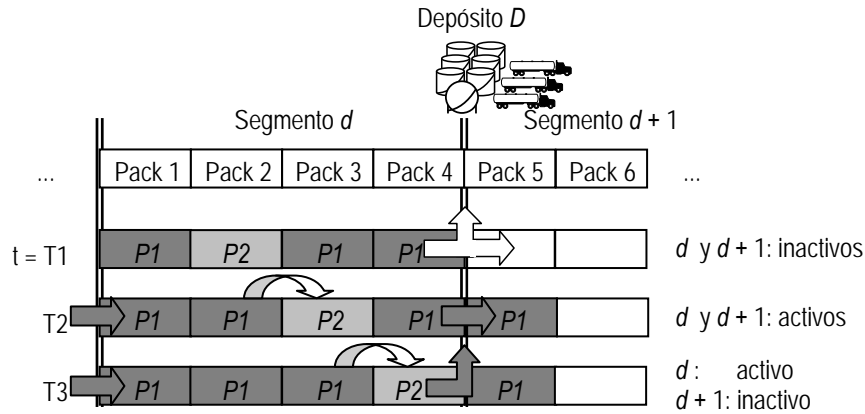 Depósito D
Segmento d
Segmento d + 1
... Pack 1 Pack 2 Pack 3 Pack 4 Pack 5 Pack 6 ...
t = T1 P1 P2 P1 P1 d y d + 1: inactivos
T2 P1 P1 P2 P1 P1 d y d + 1: activos
T3 P1 P1 P1 P2 P1 d : activo
d + 1: inactivo